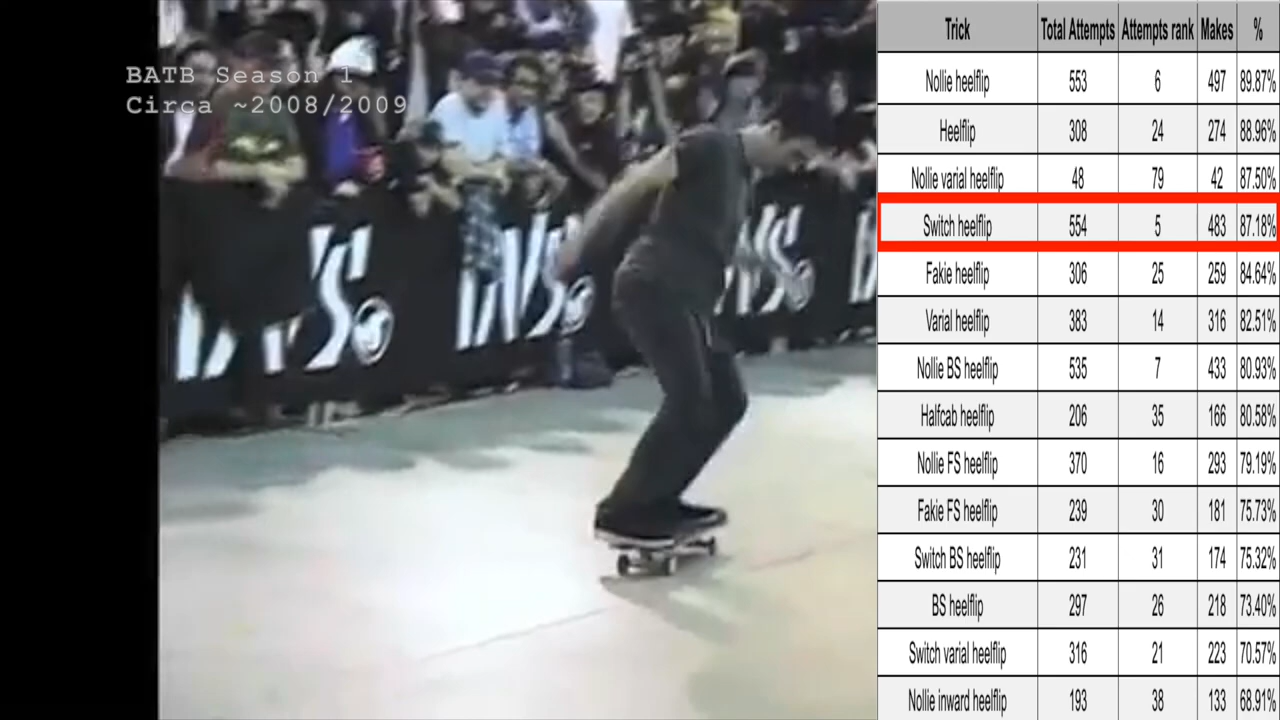 BATB Season 1
Circa ~2008/2009
Trick Total Attempts Attempts rank Makes %
Nollie heelflip 553 6 497 89.87%
Heelflip 308 24 274 88.96%
Nollie varial heelflip 48 79 42 87.50%
Switch heelflip 554 5 483 87.18%
Fakie heelflip 306 25 259 84.64%
Varial heelflip 383 14 316 82.51%
Nollie BS heelflip 535 7 433 80.93%
Halfcab heelflip 206 35 166 80.58%
Nollie FS heelflip 370 16 293 79.19%
Fakie FS heelflip 239 30 181 75.73%
Switch BS heelflip 231 31 174 75.32%
BS heelflip 297 26 218 73.40%
Switch varial heelflip 316 21 223 70.57%
Nollie inward heelflip 193 38 133 68.91%